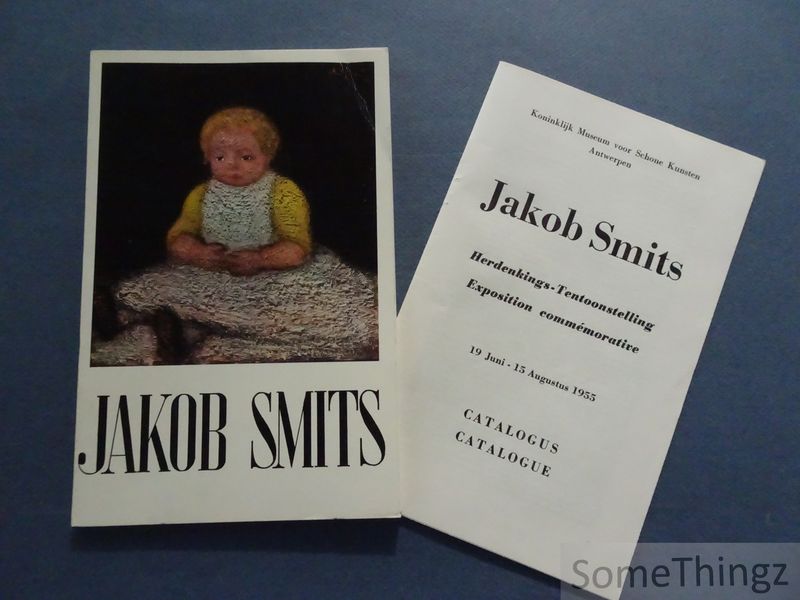 JAKOB SMITS
Koninklijk Museum voor Schone Kunsten
Antwerpen
Jakob Smits
Herdenkings-Tentoonstelling
Exposition commémorative
19 Juni - 15 Augustus 1955
CATALOGUS
CATALOGUE
SomeThingz